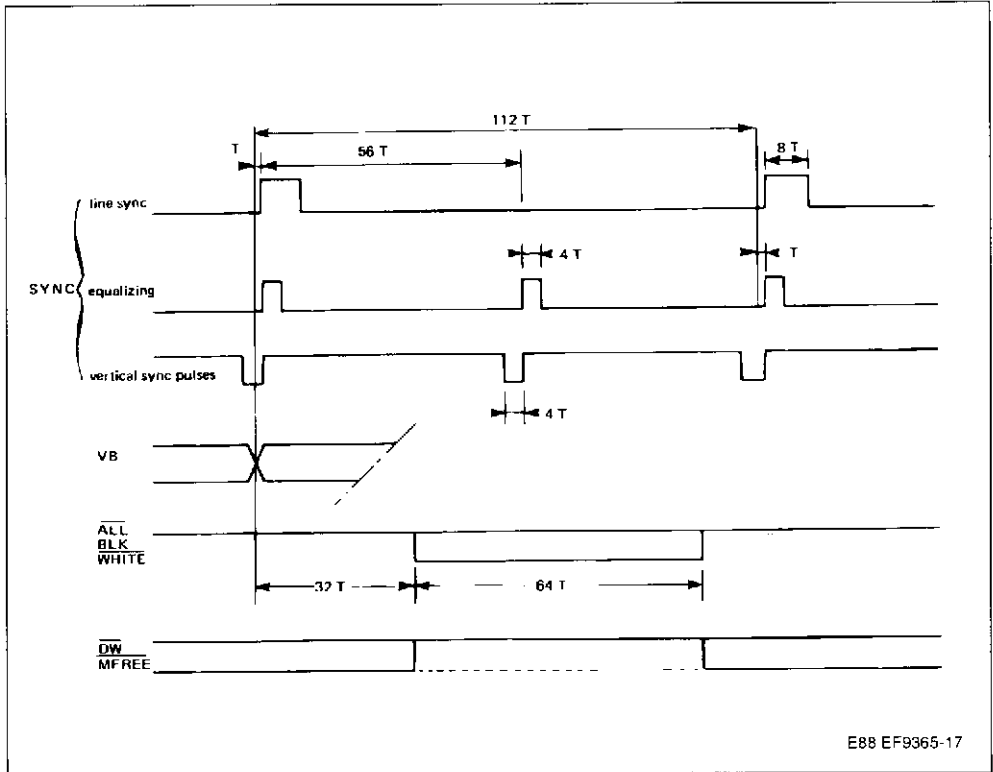 112 T
T
56 T
8 T
line sync
4 T
T
SYNC
equalizing
vertical sync pulses
4 T
VB
ALL
BLK
WHITE
32 T
64 T
DW
MFREE
E88 EF9365-17